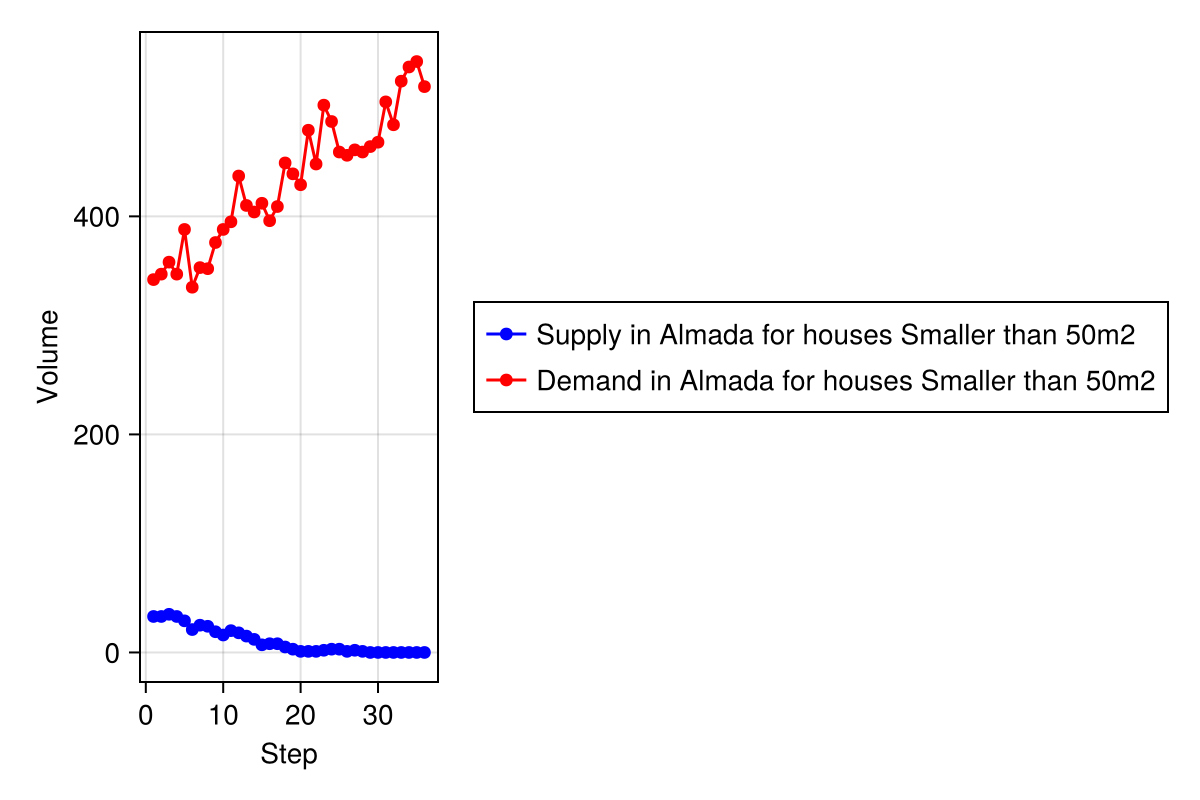 400
200
0
Volume
0 10 20 30
Step
Supply in Almada for houses Smaller than 50m2
Demand in Almada for houses Smaller than 50m2